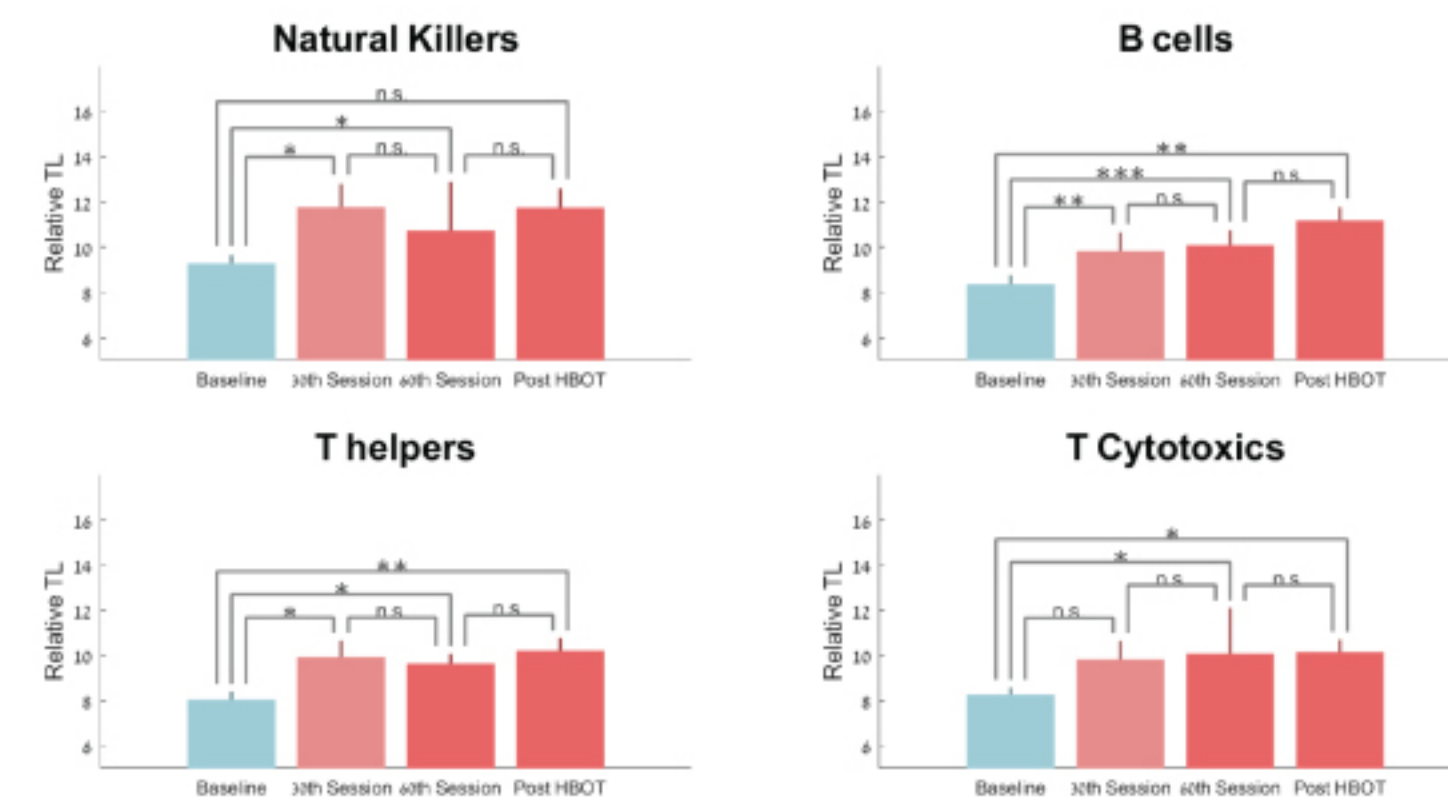 Natural Killers
n.s.
*
*
n.s.
n.s.
Relative TL
16
14
12
10
8
6
Baseline 30th Session 60th Session Post HBOT
B cells
**
***
n.s
**
n.s
Relative TL
16
14
12
10
8
6
Baseline 30th Session 60th Session Post HBOT
T helpers
**
*
*
n.s
n.s
Relative TL
16
14
12
10
8
6
Baseline 30th Session 60th Session Post HBOT
T Cytotoxics
*
*
n.s
n.s
n.s
Relative TL
16
14
12
10
8
6
Baseline 30th Session 60th Session Post HBOT